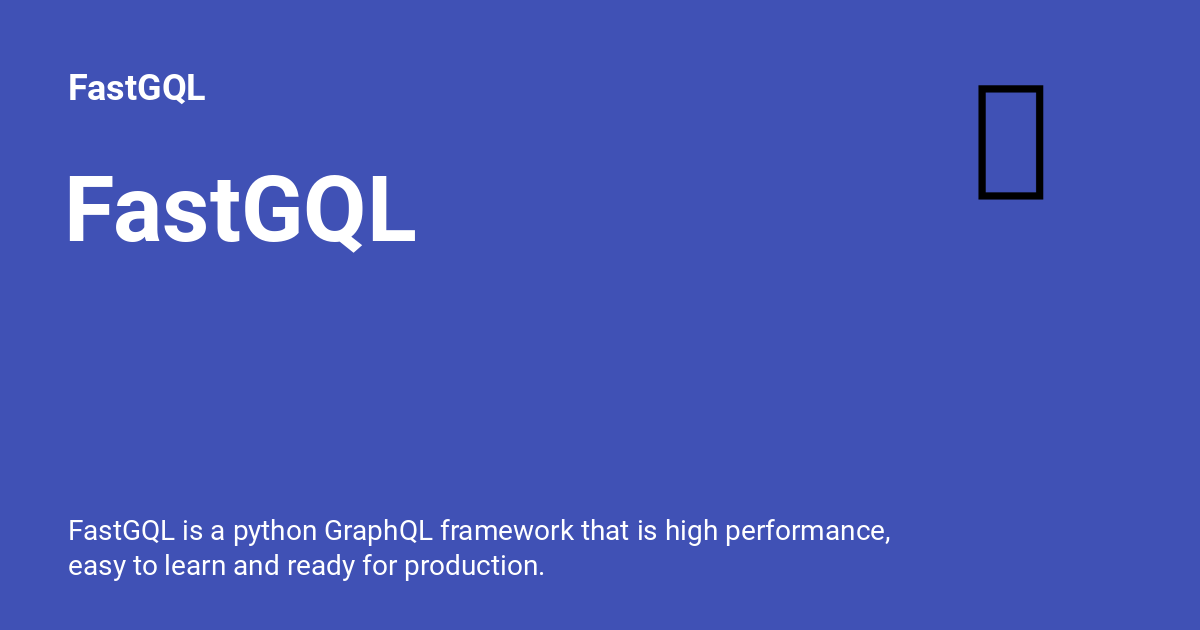 FastGQL
FastGQL
FastGQL is a python GraphQL framework that is high performance,
easy to learn and ready for production.